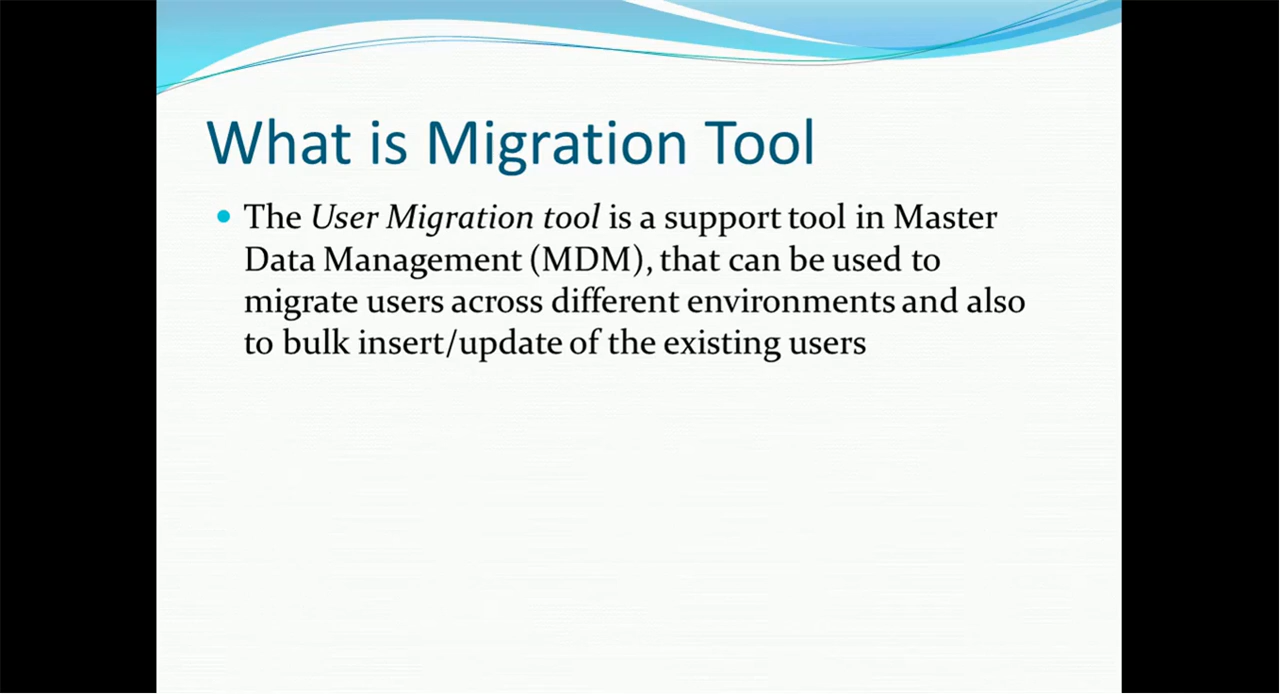 What is Migration Tool
The User Migration tool is a support tool in Master
Data Management (MDM), that can be used to
migrate users across different environments and also
to bulk insert/update of the existing users